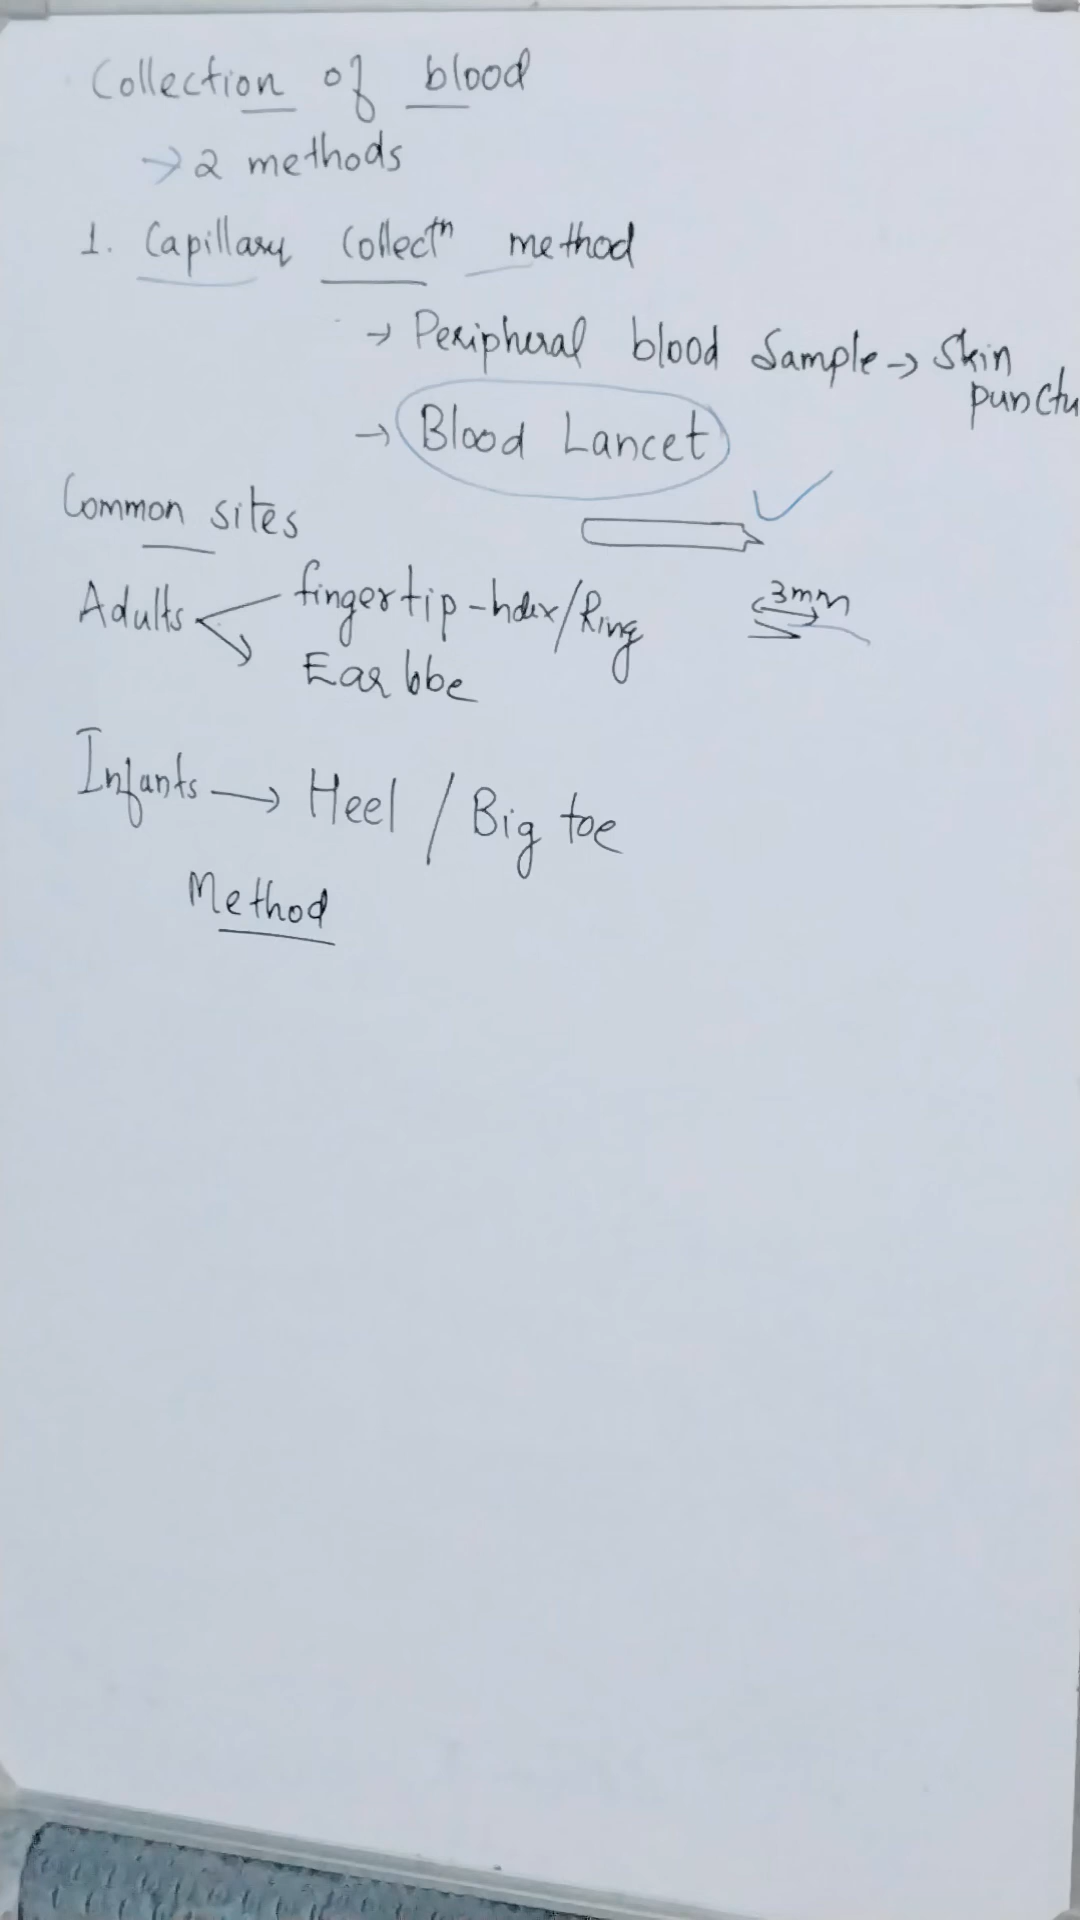 Collection of blood
→ 2 methods
1. Capillary Collectn method
→ Peripheral blood Sample → Skin
punctu
→ Blood Lancet
Common sites
Adults fingertip - Index/Ring
Ear lobe
3mm
Infants → Heel / Big toe
Method